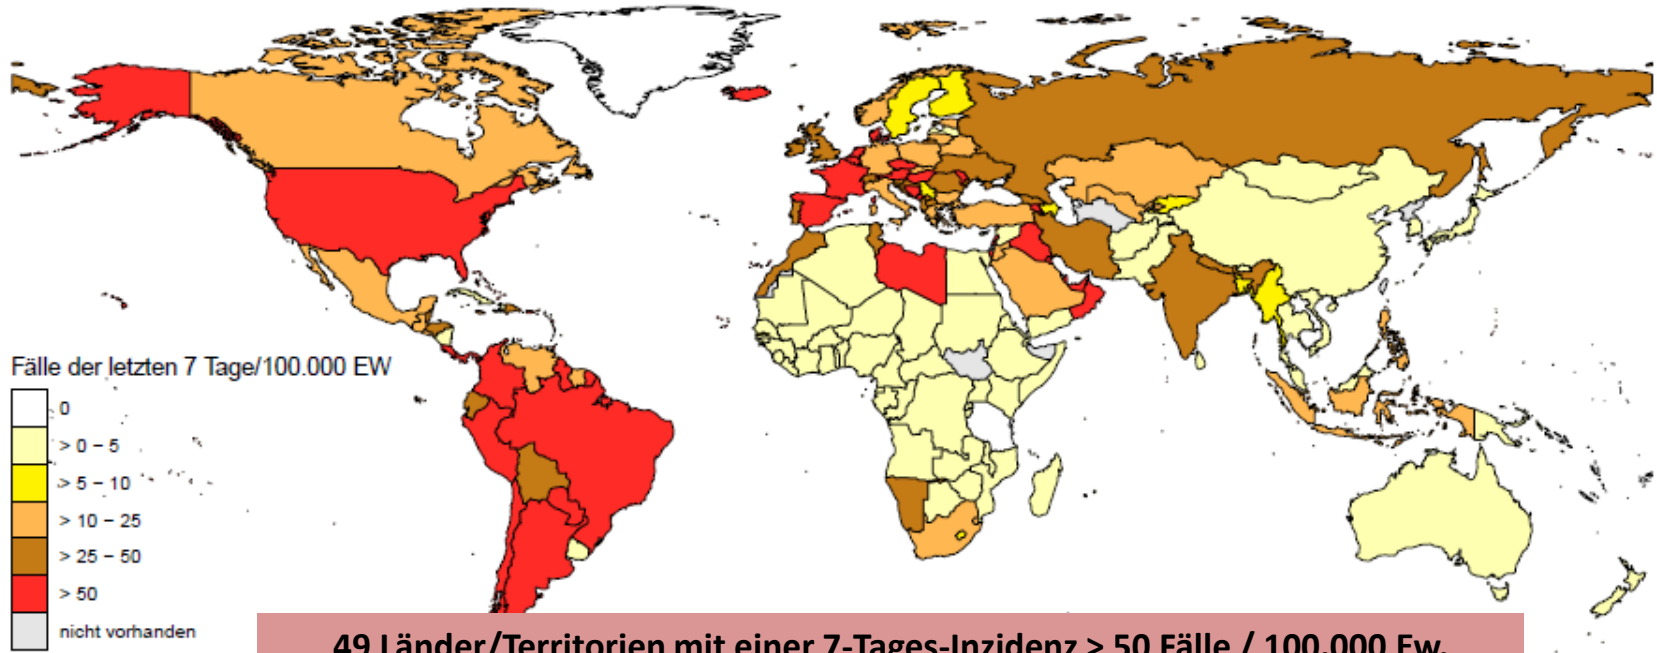 Fälle der letzten 7 Tage/100.000 EW
0
> 0 – 5
> 5 – 10
> 10 – 25
> 25 – 50
> 50
nicht vorhanden
49 Länder/Territorien mit einer 7-Tages-Inzidenz > 50 Fälle / 100.000 Ew.